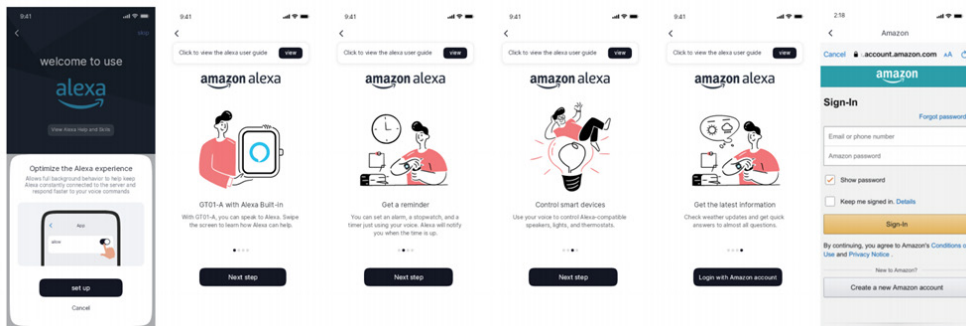 9:41
skip
welcome to use
alexa
View Alexa Help and Skills
Optimize the Alexa experience
Allows full background behavior to help keep
Alexa constantly connected to the server and
respond faster to your voice commands
App
alexa
set up
Cancel
9:41
Click to view the alexa user guide
view
amazon alexa
GT01-A with Alexa Built-in
With GT01-A, you can speak to Alexa. Swipe
the screen to learn how Alexa can help.
Next step
9:41
Click to view the alexa user guide
view
amazon alexa
Get a reminder
You can set an alarm, a stopwatch, and a
timer just using your voice. Alexa will notify
you when the time is up.
Next step
9:41
Click to view the alexa user guide
view
amazon alexa
Control smart devices
Use your voice to control Alexa-compatible
speakers, lights, and thermostats.
Next step
9:41
Click to view the alexa user guide
view
amazon alexa
Get the latest information
Check weather updates and get quick
answers to almost all questions.
Login with Amazon account
2:18
Amazon
Cancel
account.amazon.com
AA
amazon
Sign-In
Forgot password
Email or phone number
Amazon password
Show password
Keep me signed in. Details
Sign-In
By continuing, you agree to Amazon's Conditions o
Use and Privacy Notice .
New to Amazon?
Create a new Amazon account